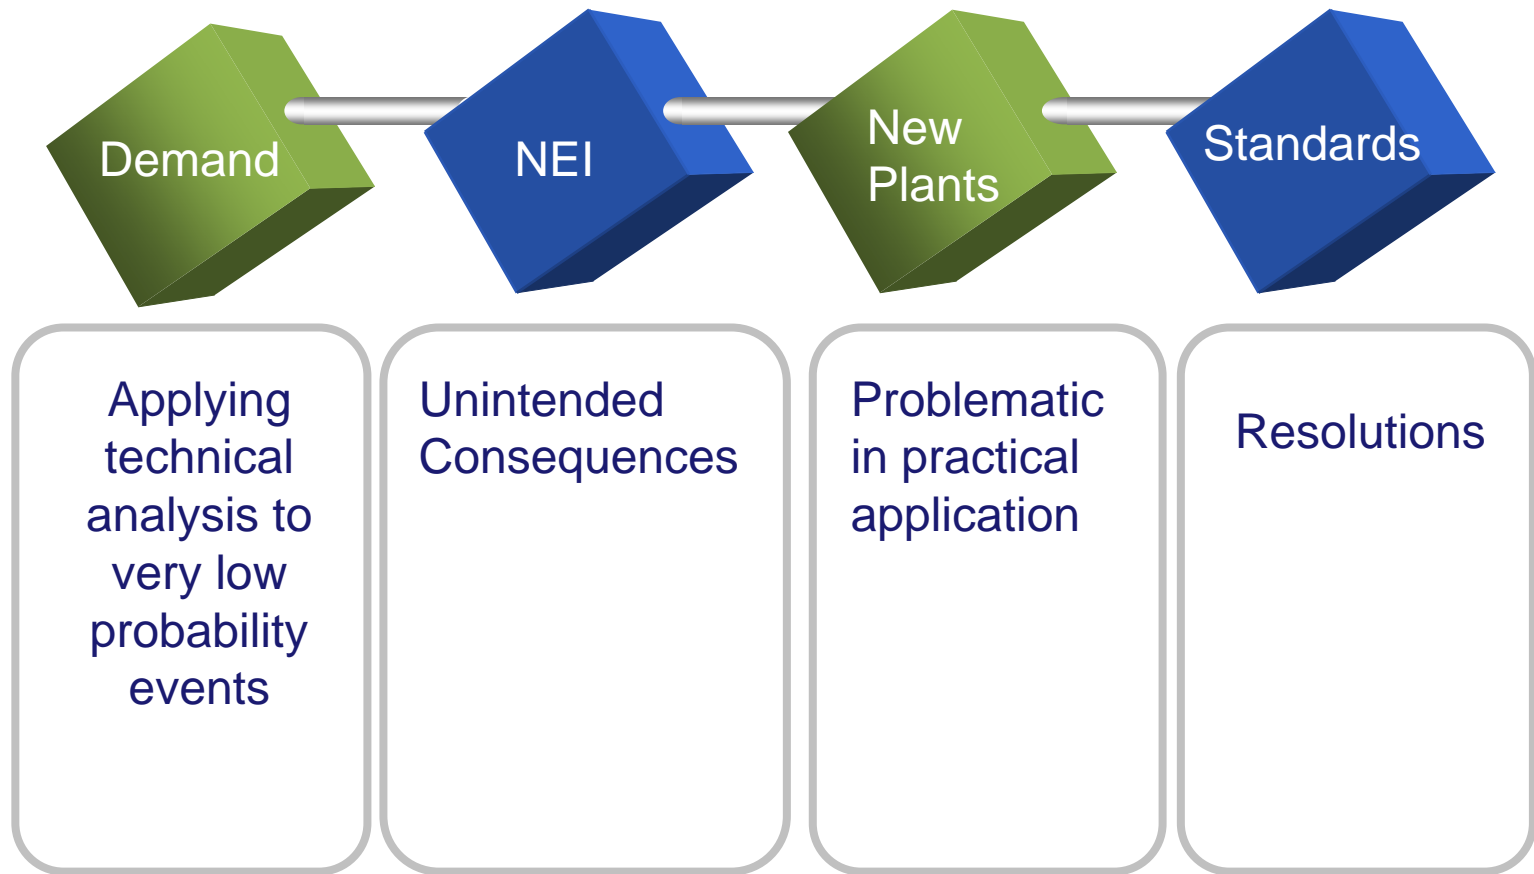 Demand
NEI
New
Plants
Standards
Applying
technical
analysis to
very low
probability
events
Unintended
Consequences
Problematic
in practical
application
Resolutions